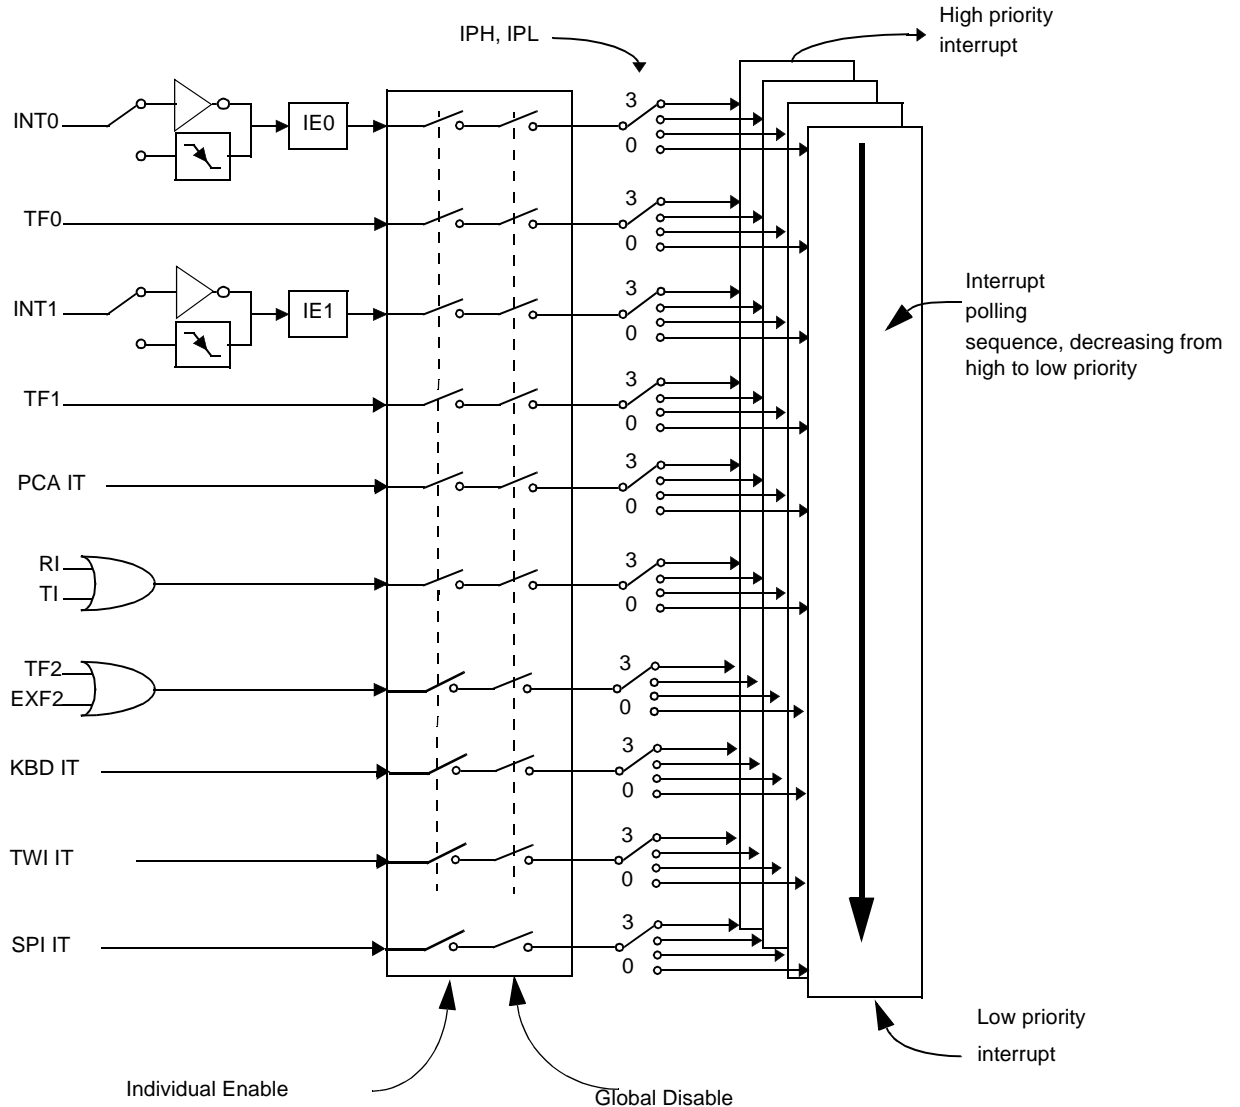 High priority
interrupt
IPH, IPL
INT0
IE0
3
0
TF0
3
0
INT1
IE1
3
0
Interrupt
polling
sequence, decreasing from
high to low priority
TF1
3
0
PCA IT
3
0
RI
TI
3
0
TF2
EXF2
3
0
KBD IT
3
0
TWI IT
3
0
SPI IT
3
0
Low priority
interrupt
Individual Enable
Global Disable